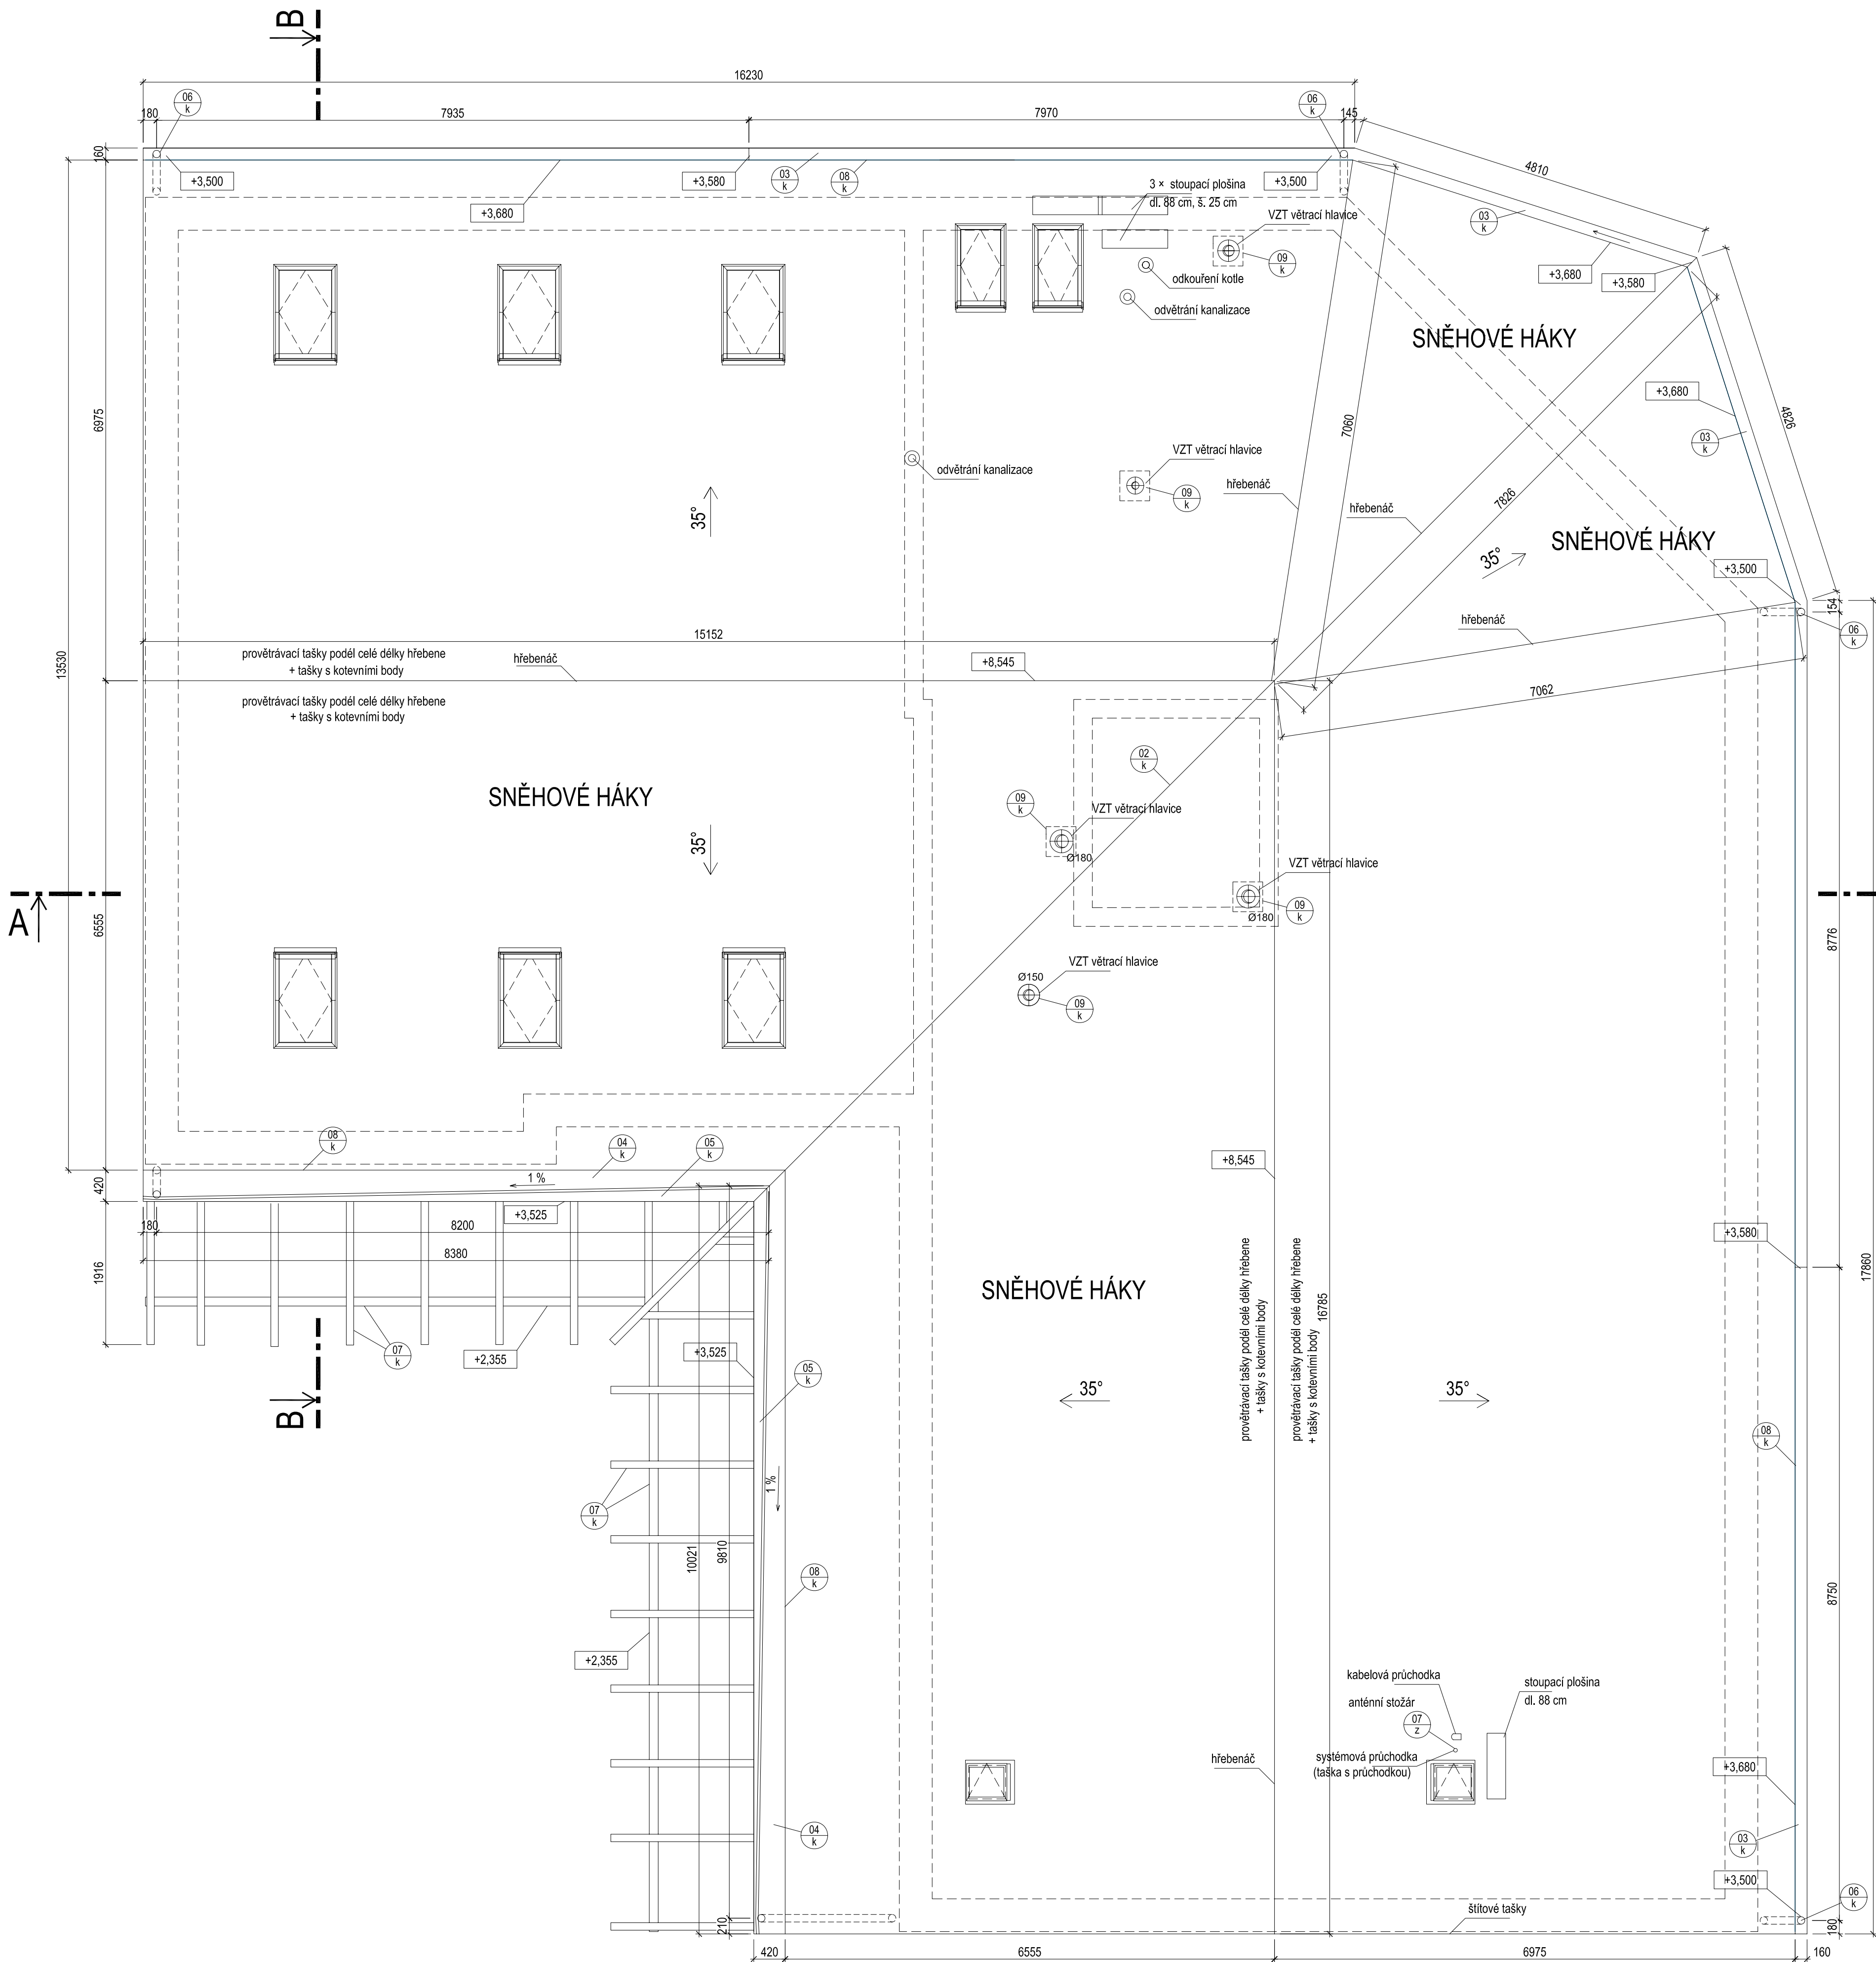 B
16230
06
k
06
k
180
7935
7970
145
160
4810
+3,500
+3,580
03
k
08
k
3 × stoupací plošina
dl. 88 cm, š. 25 cm
+3,500
+3,680
VZT větrací hlavice
03
k
09
k
odkouření kotle
+3,680
+3,580
odvětrání kanalizace
SNĚHOVÉ HÁKY
6975
+3,680
4826
7060
03
k
VZT větrací hlavice
odvětrání kanalizace
hřebenáč
09
k
7826
hřebenáč
35°
SNĚHOVÉ HÁKY
35°
+3,500
154
hřebenáč
06
k
13530
15152
provětrávací tašky podél celé délky hřebene
+ tašky s kotevními body
hřebenáč
+8,545
provětrávací tašky podél celé délky hřebene
+ tašky s kotevními body
7062
02
k
SNĚHOVÉ HÁKY
09
k
VZT větrací hlavice
35°
Ø180
VZT větrací hlavice
A
6555
09
k
Ø180
8776
VZT větrací hlavice
Ø150
09
k
08
k
04
k
05
k
+8,545
420
1 %
+3,525
180
8200
8380
+3,580
1916
17860
SNĚHOVÉ HÁKY
provětrávací tašky podél celé délky hřebene
+ tašky s kotevními body
provětrávací tašky podél celé délky hřebene
+ tašky s kotevními body
16785
07
k
+2,355
+3,525
05
k
B
35°
35°
08
k
1 %
07
k
10021
9810
08
k
8750
+2,355
kabelová průchodka
stoupací plošina
dl. 88 cm
anténní stožár
07
z
hřebenáč
systémová průchodka
(taška s průchodkou)
+3,680
04
k
03
k
+3,500
06
k
štítové tašky
210
180
420
6555
6975
160